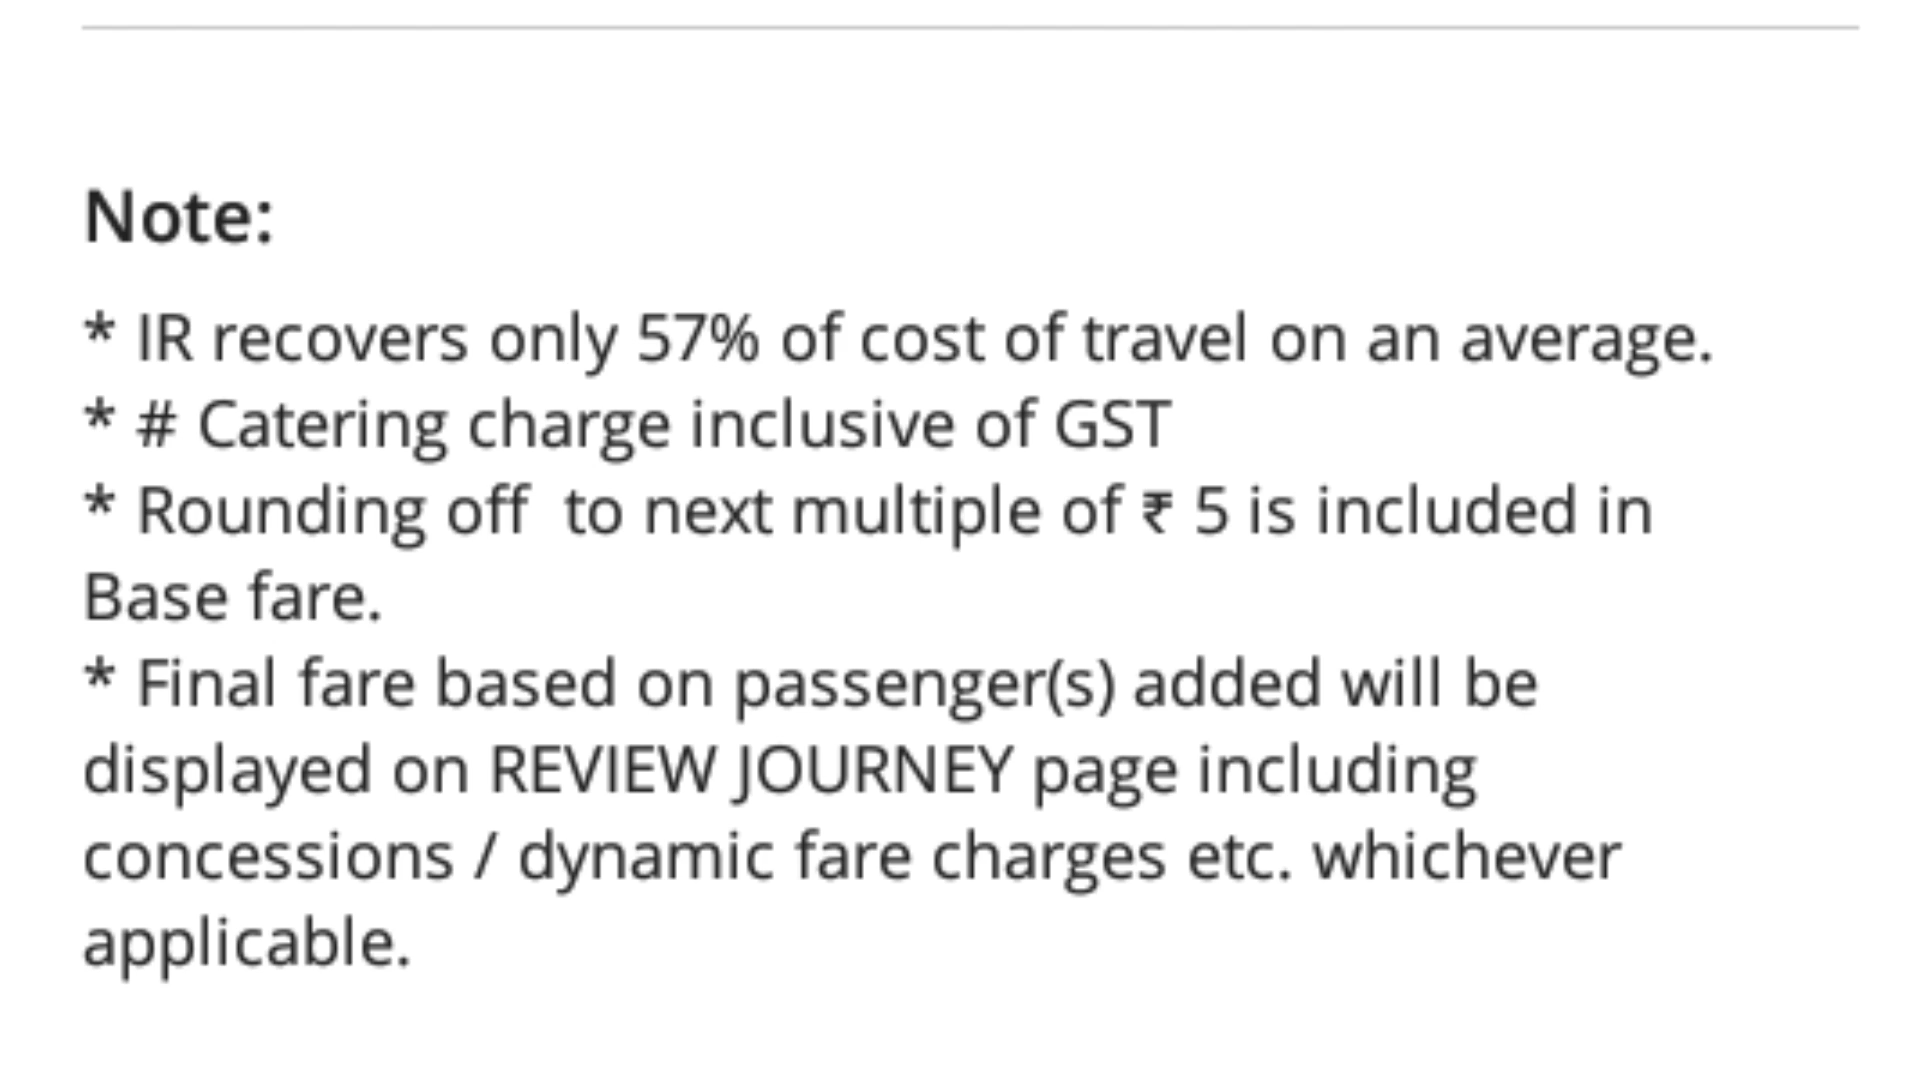 Note:
* IR recovers only 57% of cost of travel on an average.
* # Catering charge inclusive of GST
* Rounding off  to next multiple of ₹ 5 is included in
Base fare.
* Final fare based on passenger(s) added will be
displayed on REVIEW JOURNEY page including
concessions / dynamic fare charges etc. whichever
applicable.